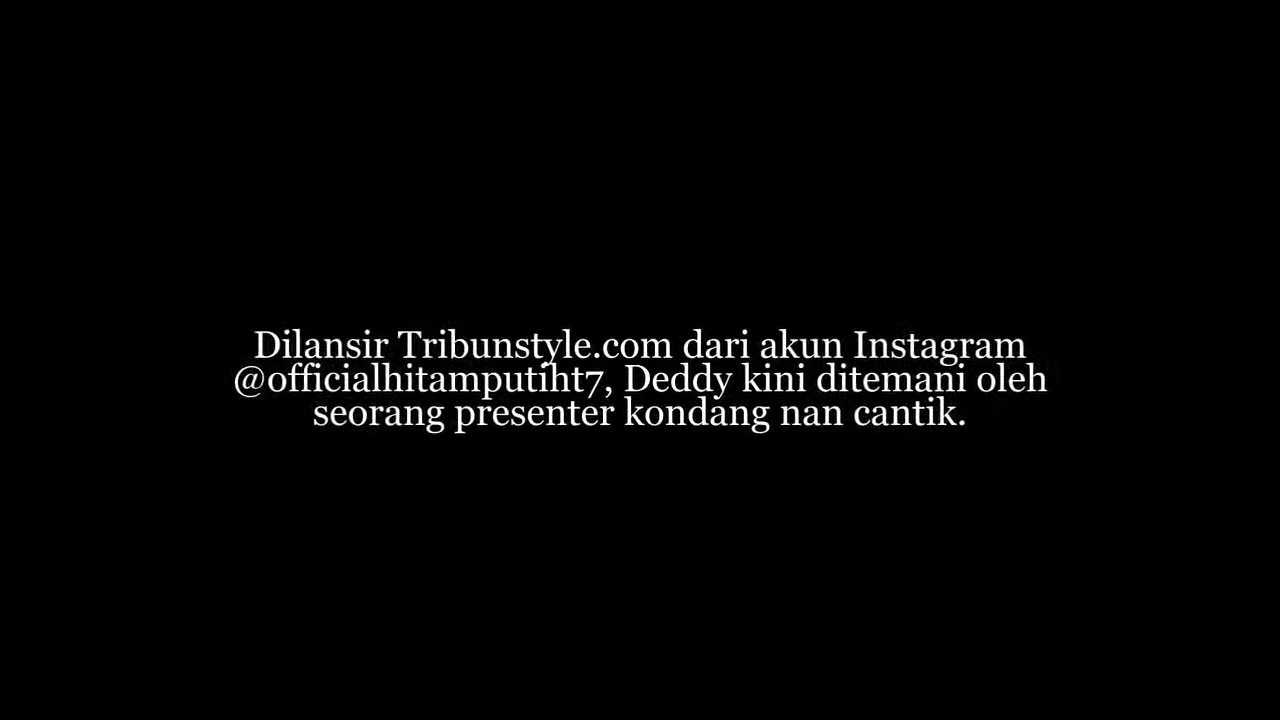 Dilansir Tribunstyle.com dari akun Instagram
@officialhitamputiht7, Deddy kini ditemani oleh
seorang presenter kondang nan cantik.